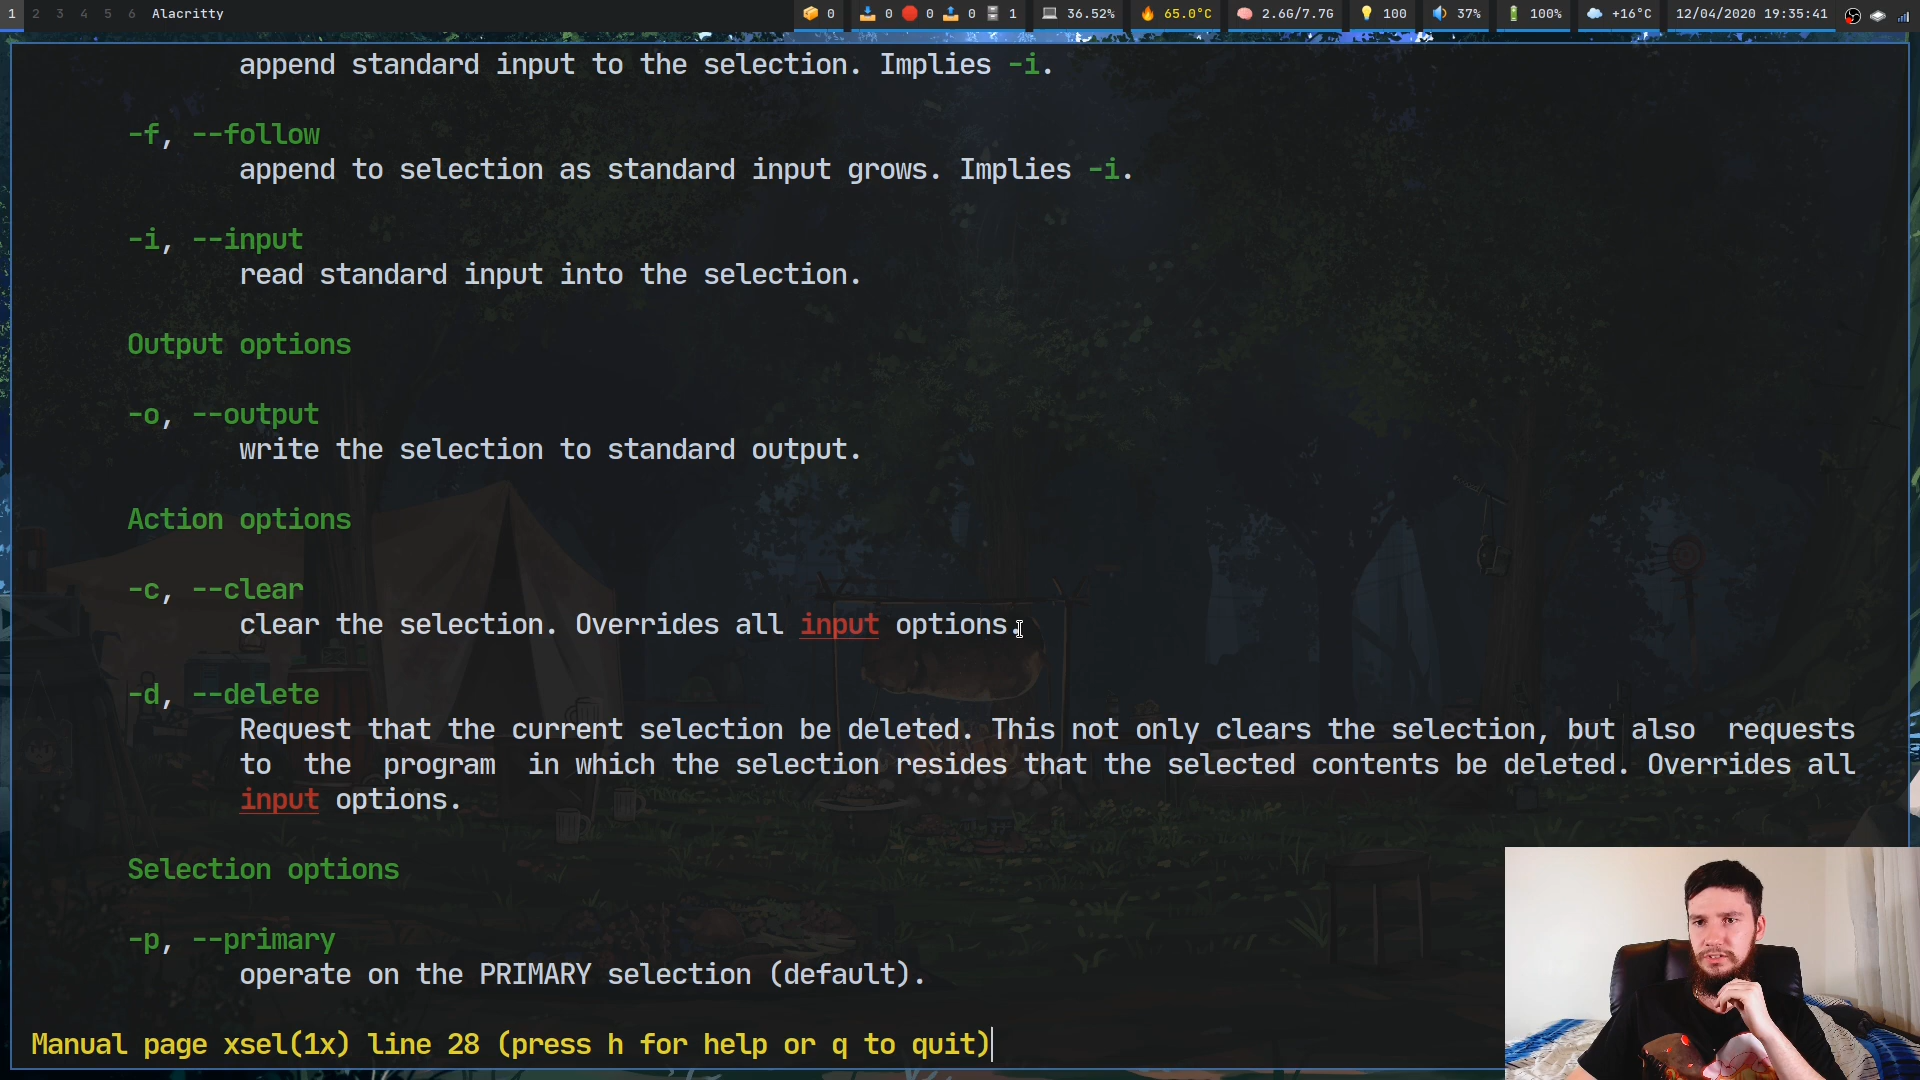 1 2 3 4 5 6 Alacritty 0 0 0 0 1 36.52% 65.0°C 2.6G/7.7G 100 37% 100% +16°C 12/04/2020 19:35:41
append standard input to the selection. Implies -i.
-f, --follow
append to selection as standard input grows. Implies -i.
-i, --input
read standard input into the selection.
Output options
-o, --output
write the selection to standard output.
Action options
-c, --clear
clear the selection. Overrides all input options.
-d, --delete
Request that the current selection be deleted. This not only clears the selection, but also requests
to the program in which the selection resides that the selected contents be deleted. Overrides all
input options.
Selection options
-p, --primary
operate on the PRIMARY selection (default).
Manual page xsel(1x) line 28 (press h for help or q to quit)